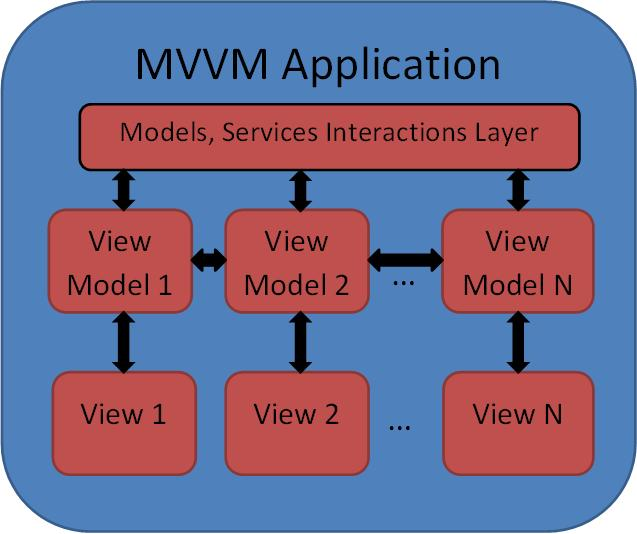 MVVM Application
Models, Services Interactions Layer
View
Model 1
View
Model 2
...
View
Model N
View 1
View 2
...
View N